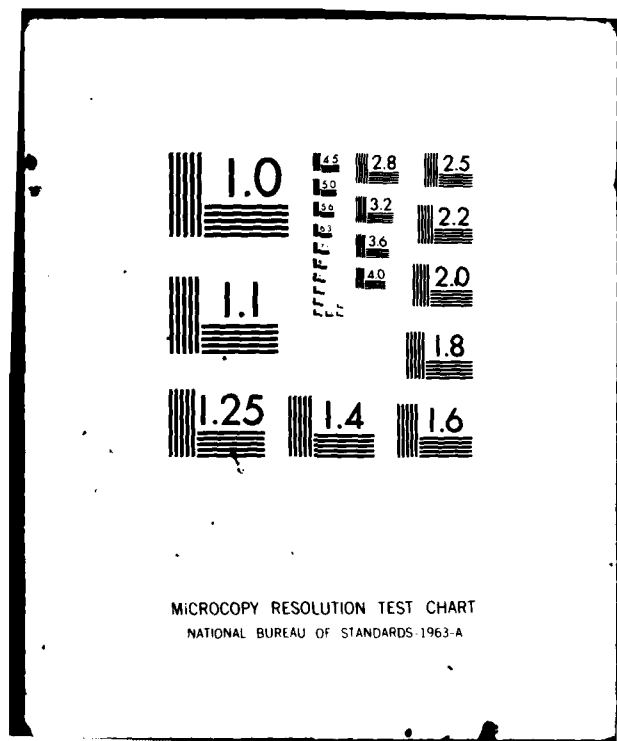 1.0
4.5 2.8 2.5
5.0
5.6 3.2 2.2
6.3 3.6
4.0 2.0
1.1
1.8
1.25 1.4 1.6
MICROCOPY RESOLUTION TEST CHART
NATIONAL BUREAU OF STANDARDS-1963-A